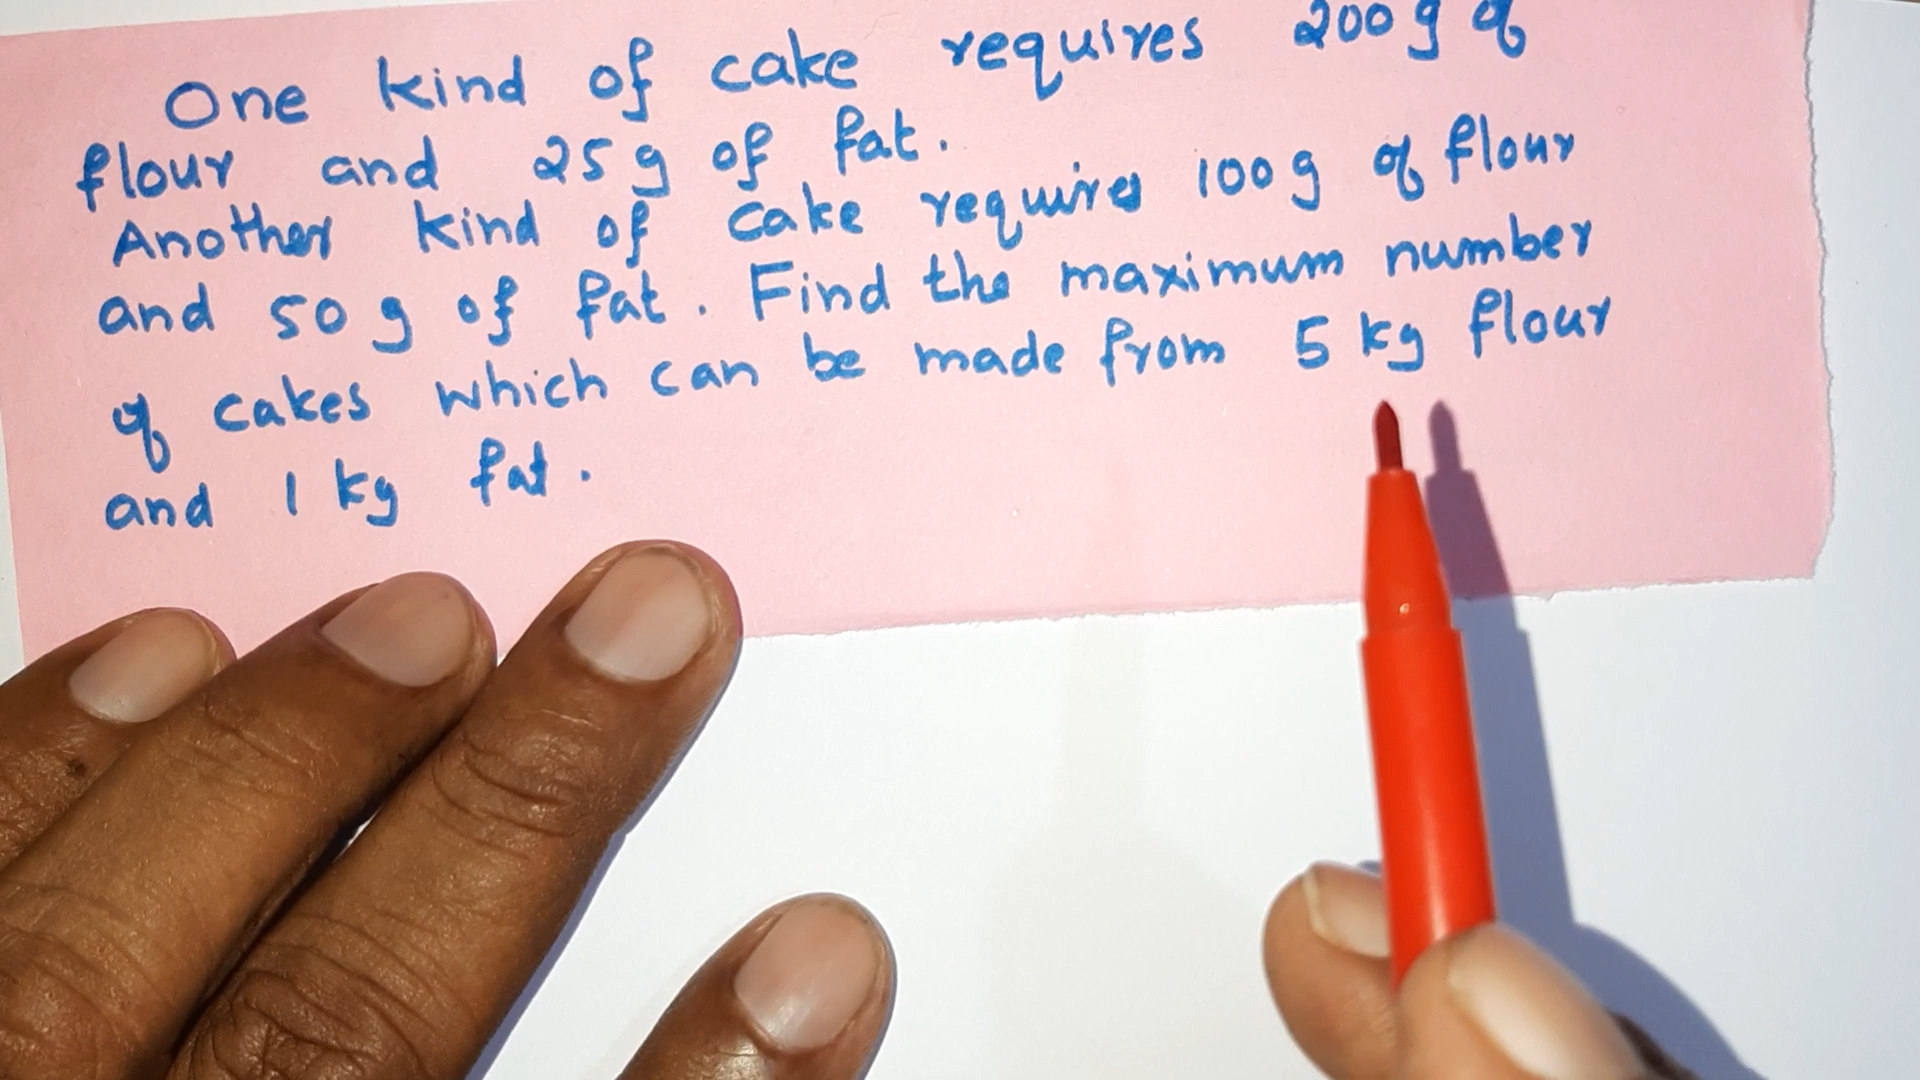 One kind of cake requires 200 g of
flour and 25 g of fat.
Another kind of cake requires 100 g of flour
and 50 g of fat. Find the maximum number
of cakes which can be made from 5 kg flour
and 1 kg fat.